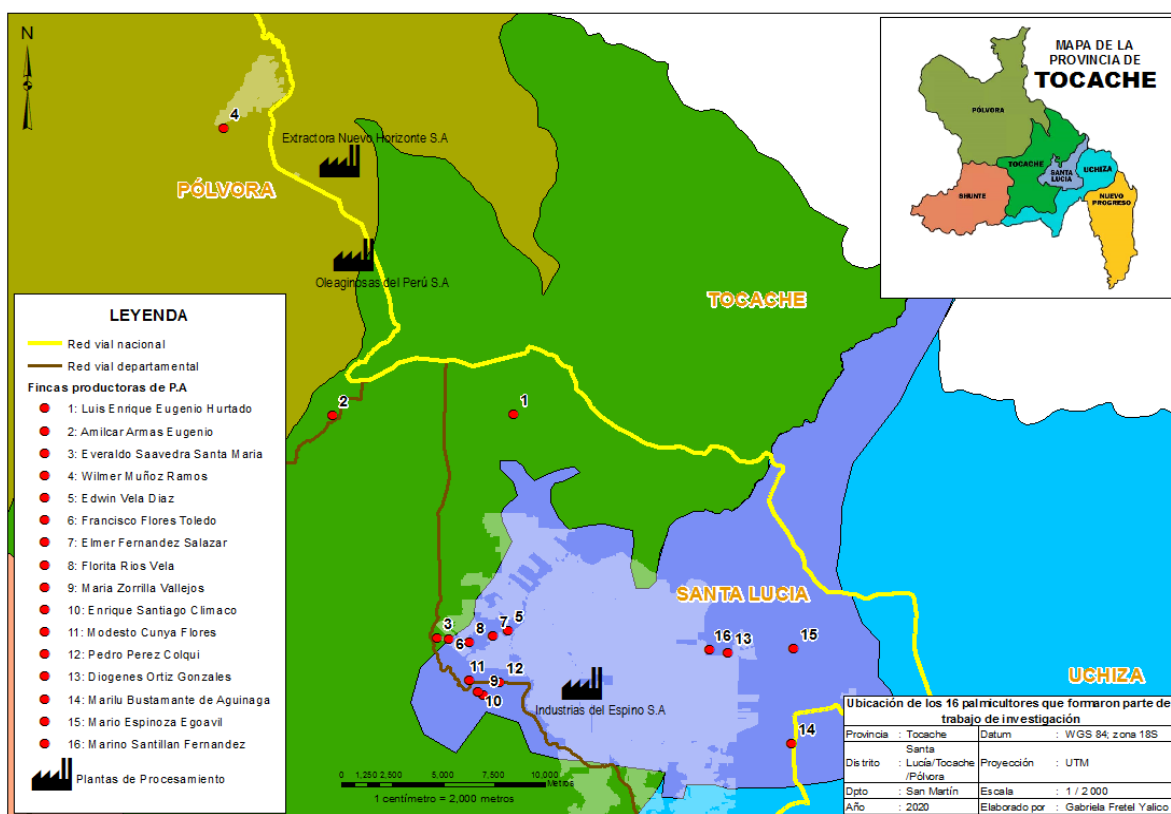 N
4
Extractora Nuevo Horizonte S.A
PÓLVORA
Oleaginosas del Perú S.A
TOCACHE
1
2
SANTA LUCIA
3
6
8
7
5
16
13
15
11
9
12
10
Industrias del Espino S.A
14
UCHIZA
MAPA DE LA
PROVINCIA DE
TOCACHE
PÓLVORA
TOCACHE
SANTA
LUCIA
UCHIZA
SHUNTE
NUEVO
PROGRESO
LEYENDA
Red vial nacional
Red vial departamental
Fincas productoras de P.A
1: Luis Enrique Eugenio Hurtado
2: Amilcar Armas Eugenio
3: Everaldo Saavedra Santa Maria
4: Wilmer Muñoz Ramos
5: Edwin Vela Diaz
6: Francisco Flores Toledo
7: Elmer Fernandez Salazar
8: Florita Rios Vela
9: Maria Zorrilla Vallejos
10: Enrique Santiago Climaco
11: Modesto Cunya Flores
12: Pedro Perez Colqui
13: Diogenes Ortiz Gonzales
14: Marilu Bustamante de Aguinaga
15: Mario Espinoza Egoavil
16: Marino Santillan Fernandez
Plantas de Procesamiento
0 1,250 2,500 5,000 7,500 10,000
Metros
1 centímetro = 2,000 metros
Ubicación de los 16 palmicultores que formaron parte de
trabajo de investigación
Provincia : Tocache Datum : WGS 84; zona 18S
Distrito : Santa
Lucía/Tocache
/Pólvora Proyección : UTM
Dpto : San Martín Escala : 1 / 2 000
Año : 2020 Elaborado por : Gabriela Fretel Yalico